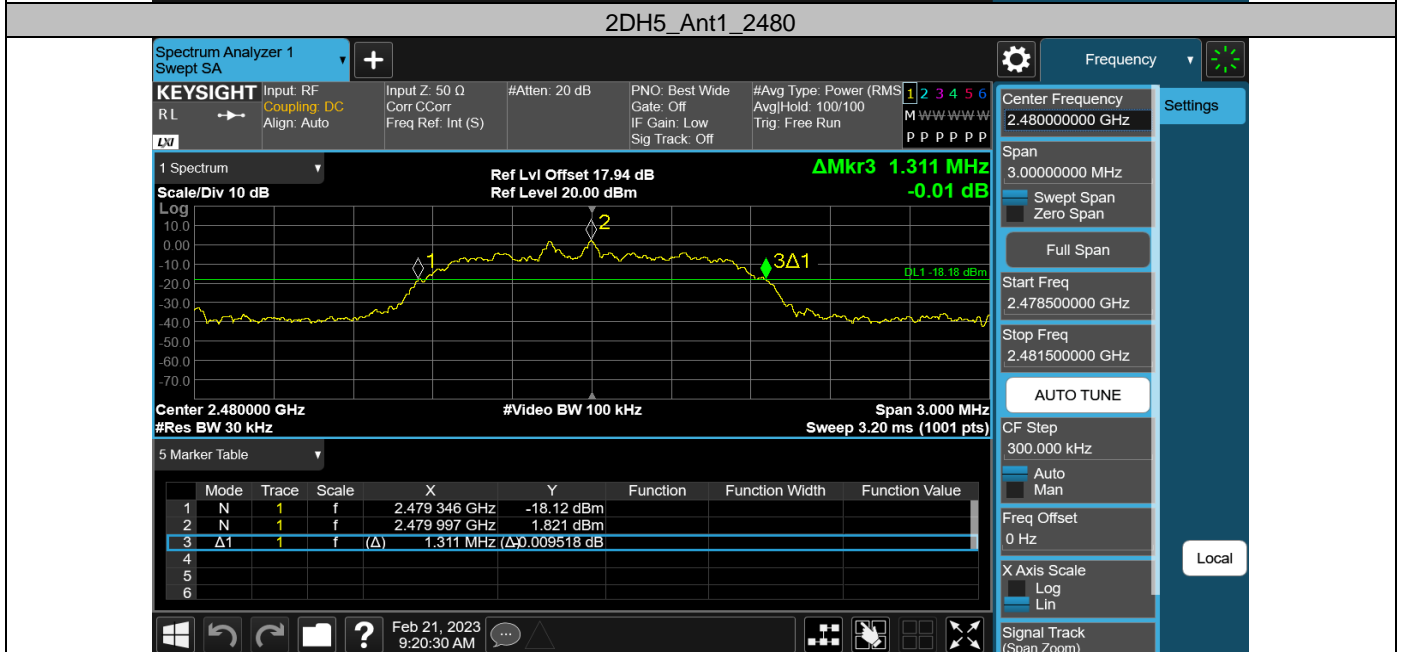 2DH5_Ant1_2480
Spectrum Analyzer 1
Swept SA
+
Frequency
KEYSIGHT
RL
LXI
Input: RF
Coupling: DC
Align: Auto
Input Z: 50 Ω
Corr CCorr
Freq Ref: Int (S)
#Atten: 20 dB
PNO: Best Wide
Gate: Off
IF Gain: Low
Sig Track: Off
#Avg Type: Power (RMS
Avg|Hold: 100/100
Trig: Free Run
1 2 3 4 5 6
M W W W W W
P P P P P P
1 Spectrum
Scale/Div 10 dB
Ref Lvl Offset 17.94 dB
Ref Level 20.00 dBm
ΔMkr3 1.311 MHz
-0.01 dB
Log
10.0
0.00
-10.0
-20.0
-30.0
-40.0
-50.0
-60.0
-70.0
1
2
3Δ1
DL1 -18.18 dBm
Center 2.480000 GHz
#Video BW 100 kHz
Span 3.000 MHz
#Res BW 30 kHz
Sweep 3.20 ms (1001 pts)
5 Marker Table
Mode Trace Scale X Y Function Function Width Function Value
1 N 1 f 2.479 346 GHz -18.12 dBm
2 N 1 f 2.479 997 GHz 1.821 dBm
3 Δ1 1 f (Δ) 1.311 MHz (Δ) -0.009518 dB
4
5
6
Feb 21, 2023
9:20:30 AM
?
Center Frequency
2.480000000 GHz
Settings
Span
3.00000000 MHz
Swept Span
Zero Span
Full Span
Start Freq
2.478500000 GHz
Stop Freq
2.481500000 GHz
AUTO TUNE
CF Step
300.000 kHz
Auto
Man
Freq Offset
0 Hz
X Axis Scale
Log
Lin
Local
Signal Track
(Span Zoom)